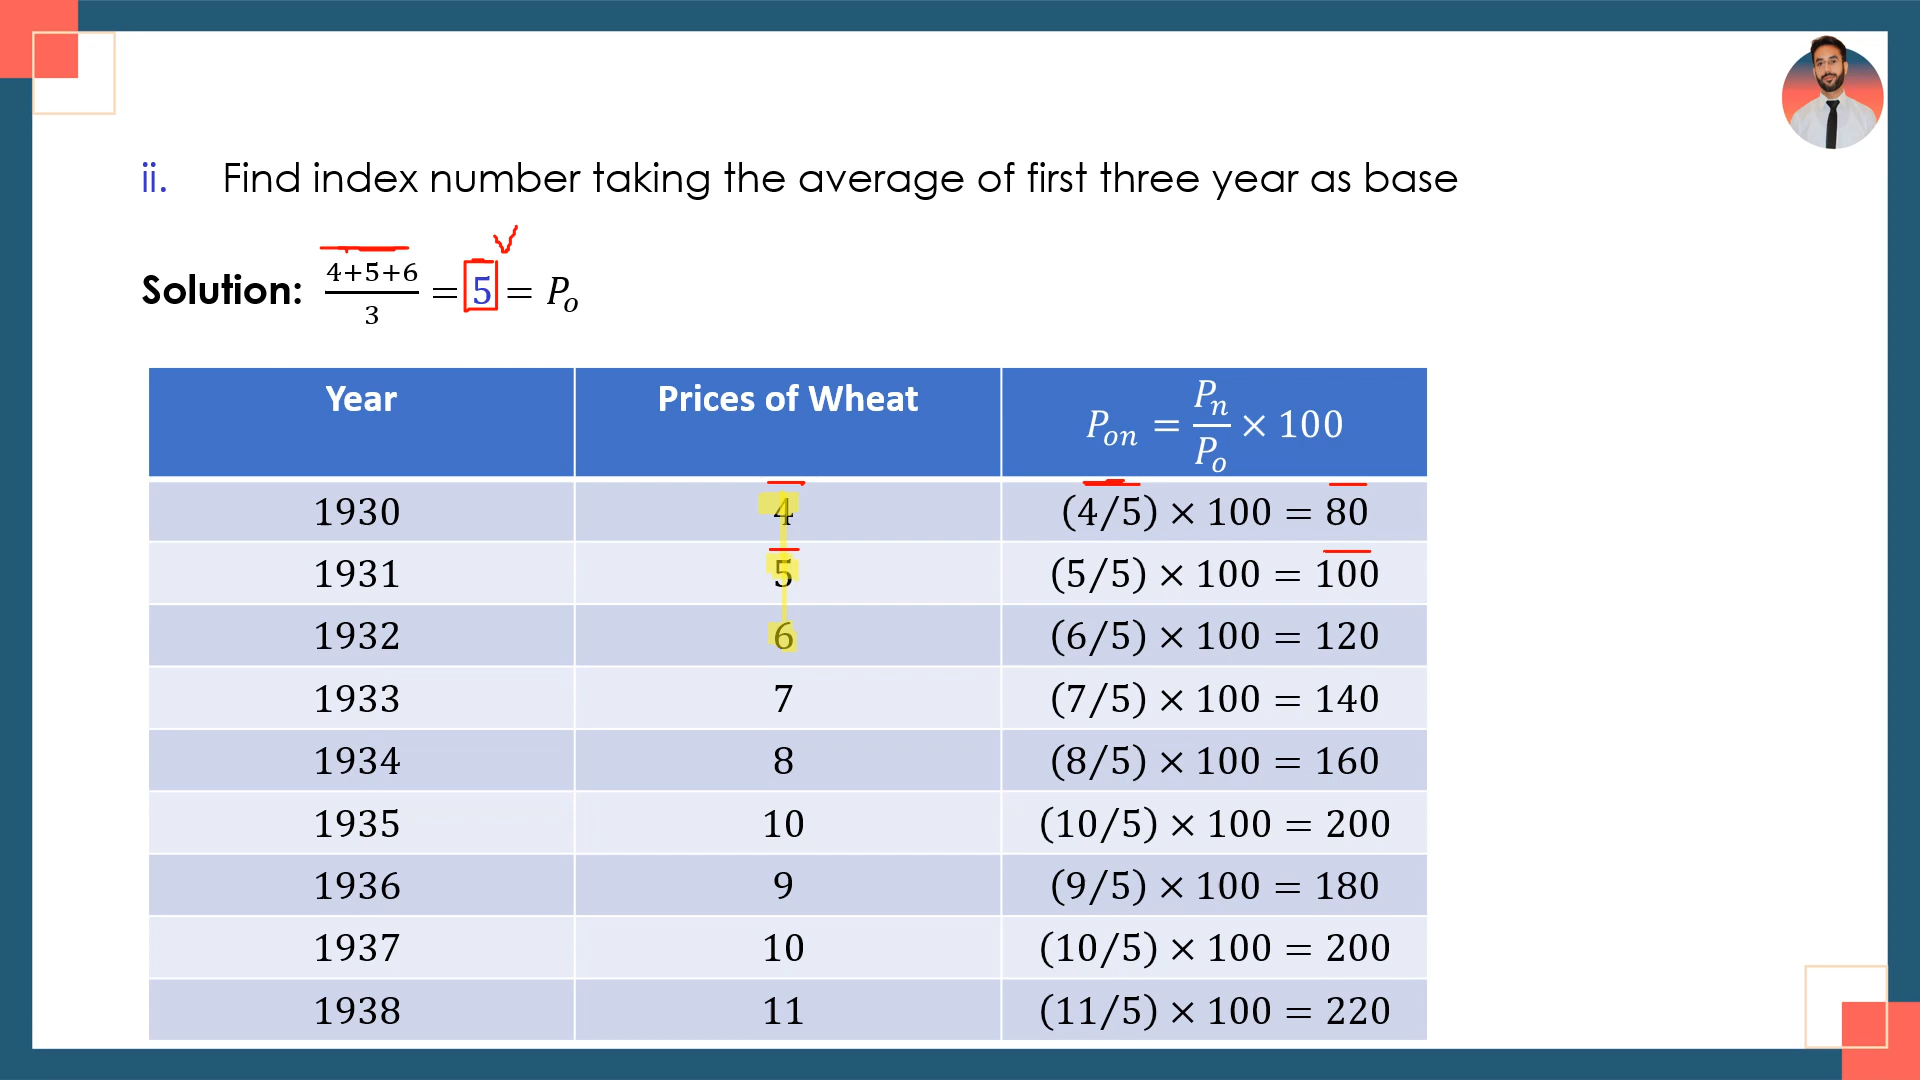 ii. Find index number taking the average of first three year as base
Solution: (4+5+6)/3 = 5 = Pₒ
Year Prices of Wheat Pₒₙ = Pₙ/Pₒ × 100
1930 4 (4/5) × 100 = 80
1931 5 (5/5) × 100 = 100
1932 6 (6/5) × 100 = 120
1933 7 (7/5) × 100 = 140
1934 8 (8/5) × 100 = 160
1935 10 (10/5) × 100 = 200
1936 9 (9/5) × 100 = 180
1937 10 (10/5) × 100 = 200
1938 11 (11/5) × 100 = 220